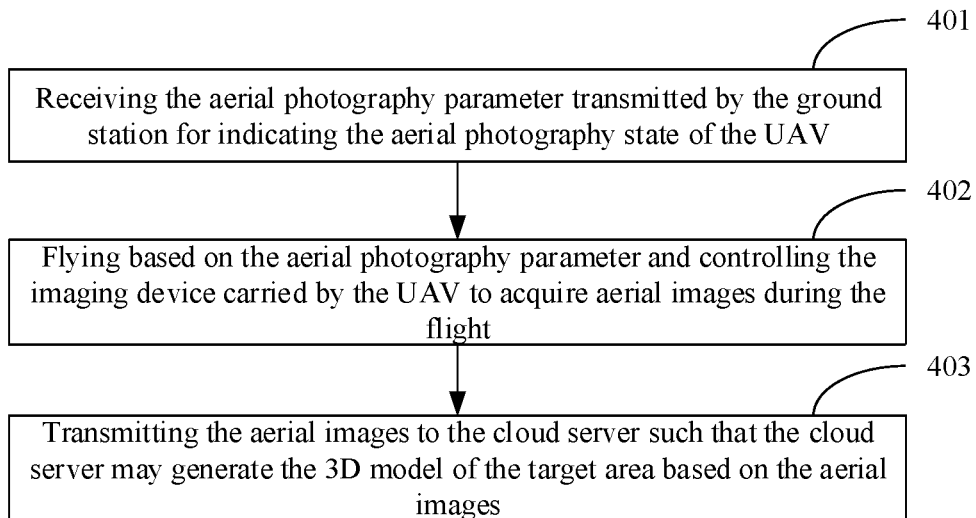 401
Receiving the aerial photography parameter transmitted by the ground
station for indicating the aerial photography state of the UAV
402
Flying based on the aerial photography parameter and controlling the
imaging device carried by the UAV to acquire aerial images during the
flight
403
Transmitting the aerial images to the cloud server such that the cloud
server may generate the 3D model of the target area based on the aerial
images